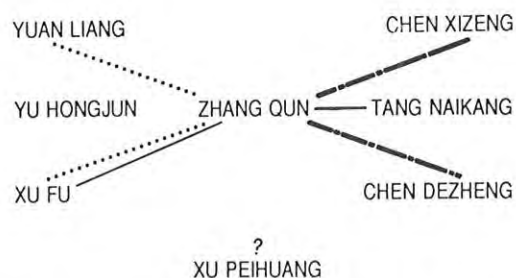 YUAN LIANG
CHEN XIZENG
YU HONGJUN ZHANG QUN TANG NAIKANG
XU FU
CHEN DEZHENG
?
XU PEIHUANG